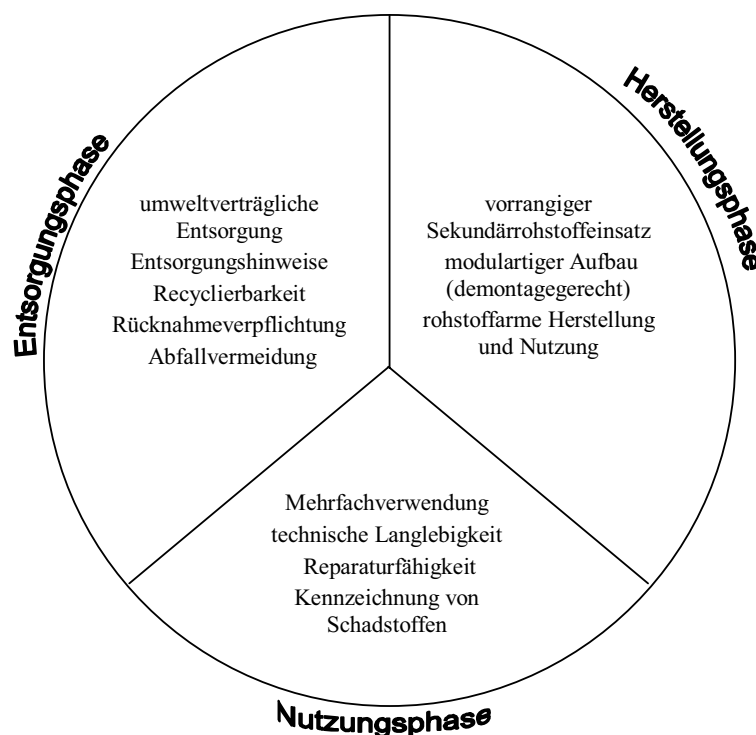 Entsorgungsphase
umweltverträgliche
Entsorgung
Entsorgungshinweise
Recyclierbarkeit
Rücknahmeverpflichtung
Abfallvermeidung
Herstellungsphase
vorrangiger
Sekundärrohstoffeinsatz
modulartiger Aufbau
(demontagegerecht)
rohstoffarme Herstellung
und Nutzung
Mehrfachverwendung
technische Langlebigkeit
Reparaturfähigkeit
Kennzeichnung von
Schadstoffen
Nutzungsphase